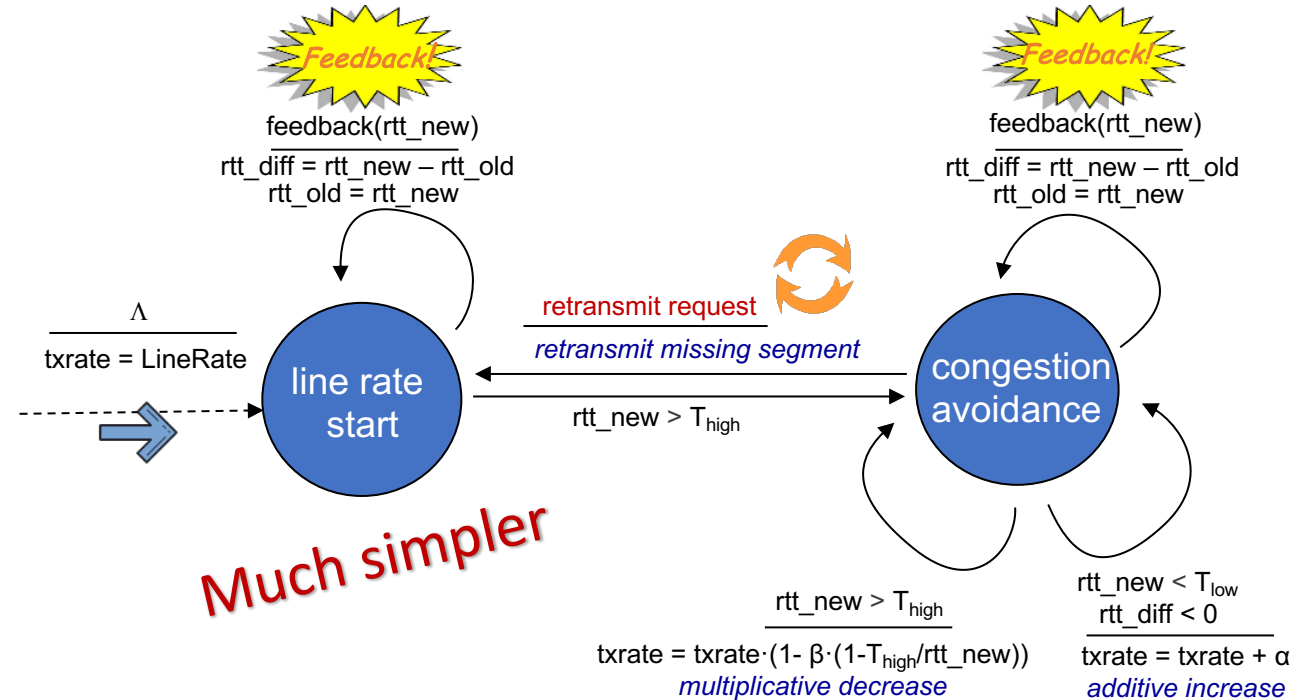 Feedback!
feedback(rtt_new)
rtt_diff = rtt_new – rtt_old
rtt_old = rtt_new
Feedback!
feedback(rtt_new)
rtt_diff = rtt_new – rtt_old
rtt_old = rtt_new
Λ
txrate = LineRate
line rate
start
retransmit request
retransmit missing segment
rtt_new > T_high
congestion
avoidance
Much simpler
rtt_new > T_high
txrate = txrate·(1- β·(1-T_high/rtt_new))
multiplicative decrease
rtt_new < T_low
rtt_diff < 0
txrate = txrate + α
additive increase